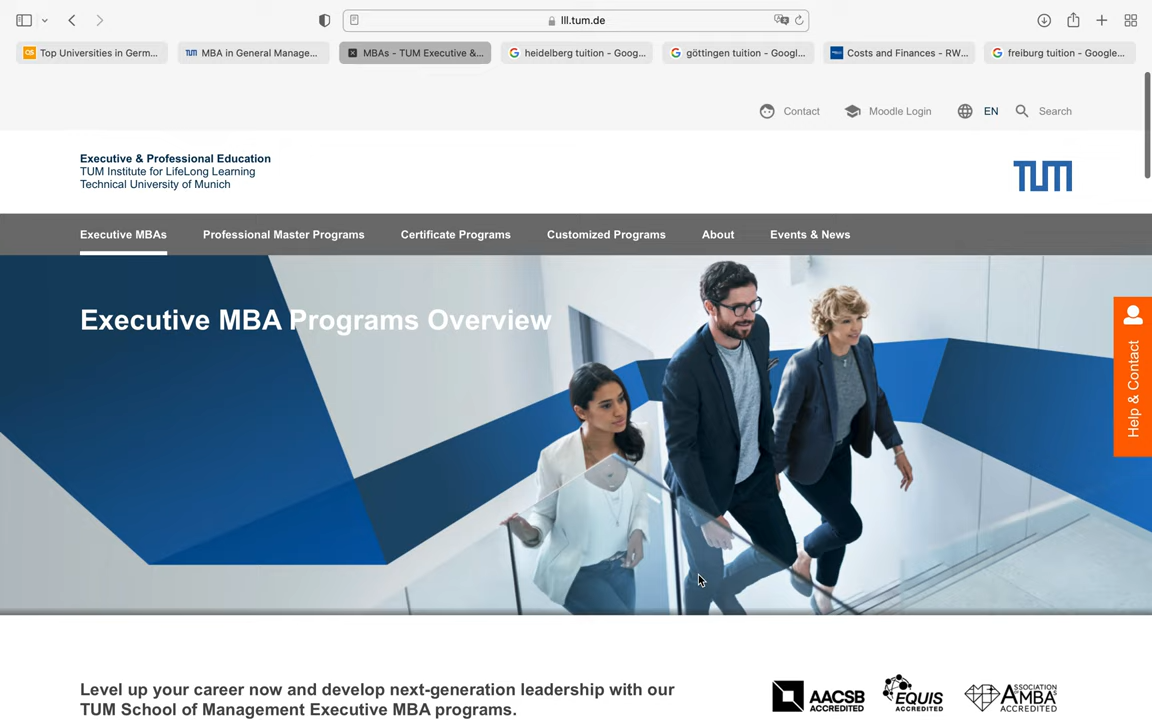 lll.tum.de
Top Universities in Germ...
MBA in General Manage...
MBAs - TUM Executive &...
heidelberg tuition - Goog...
göttingen tuition - Googl...
Costs and Finances - RW...
freiburg tuition - Google...
Contact
Moodle Login
EN
Search
Executive & Professional Education
TUM Institute for LifeLong Learning
Technical University of Munich
TUM
Executive MBAs
Professional Master Programs
Certificate Programs
Customized Programs
About
Events & News
Executive MBA Programs Overview
Help & Contact
Level up your career now and develop next-generation leadership with our
TUM School of Management Executive MBA programs.
AACSB
ACCREDITED
EQUIS
ACCREDITED
ASSOCIATION
AMBA
ACCREDITED